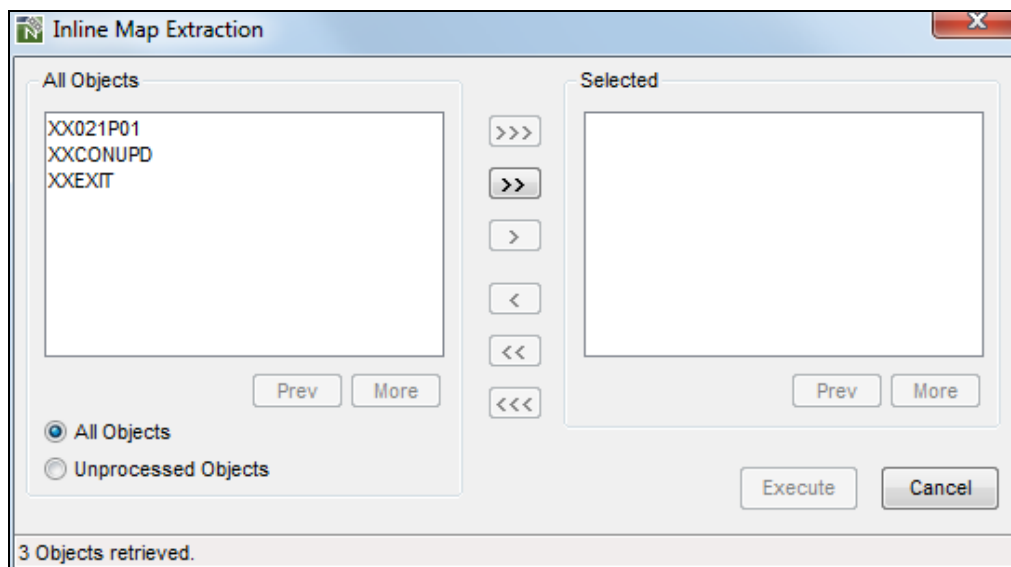 Inline Map Extraction
X
All Objects
XX021P01
XXCONUPD
XXEXIT
Prev
More
All Objects
Unprocessed Objects
>>>
>>
>
<
<<
<<<
Selected
Prev
More
Execute
Cancel
3 Objects retrieved.